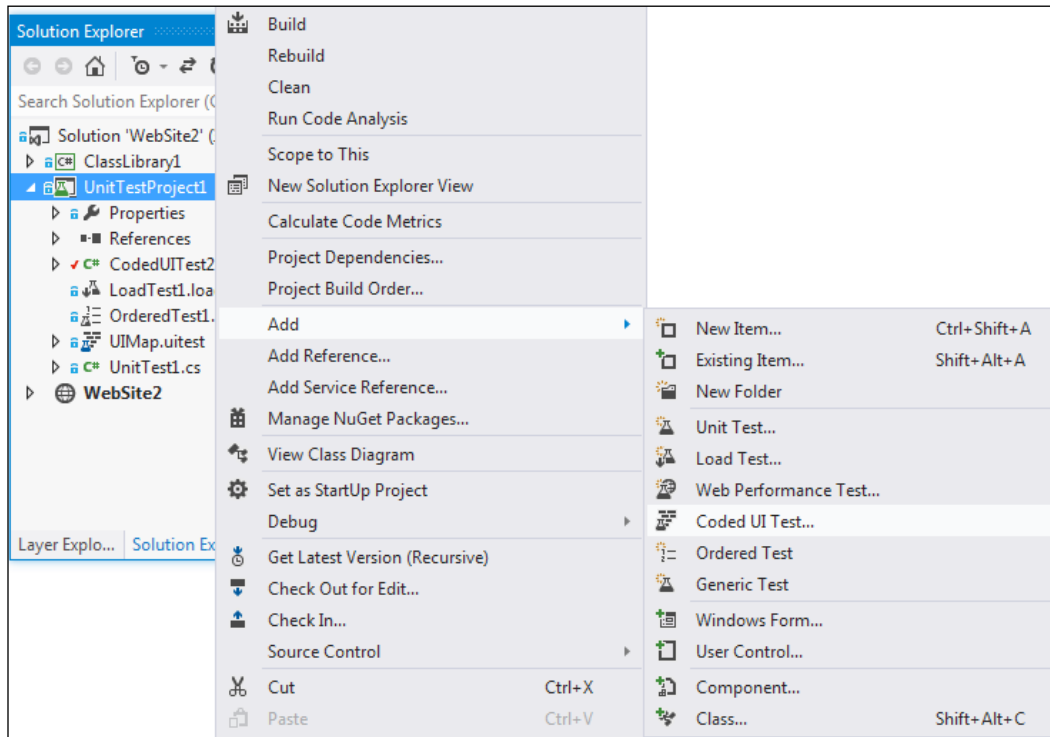 Solution Explorer
Search Solution Explorer (
Solution 'WebSite2' (
C# ClassLibrary1
UnitTestProject1
Properties
References
C# CodedUITest2
LoadTest1.loa
OrderedTest1.
UIMap.uitest
C# UnitTest1.cs
WebSite2
Layer Explo... Solution Ex
Build
Rebuild
Clean
Run Code Analysis
Scope to This
New Solution Explorer View
Calculate Code Metrics
Project Dependencies...
Project Build Order...
Add
Add Reference...
Add Service Reference...
Manage NuGet Packages...
View Class Diagram
Set as StartUp Project
Debug
Get Latest Version (Recursive)
Check Out for Edit...
Check In...
Source Control
Cut Ctrl+X
Paste Ctrl+V
New Item... Ctrl+Shift+A
Existing Item... Shift+Alt+A
New Folder
Unit Test...
Load Test...
Web Performance Test...
Coded UI Test...
Ordered Test
Generic Test
Windows Form...
User Control...
Component...
Class... Shift+Alt+C